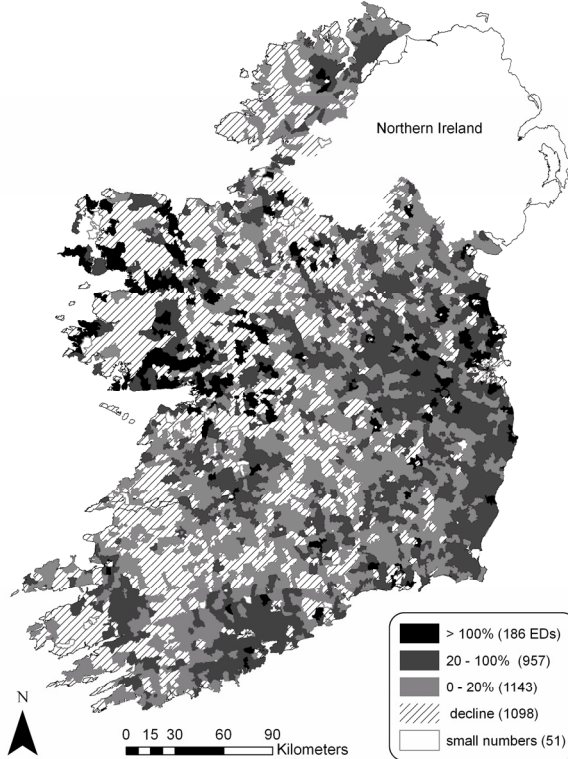 Northern Ireland
> 100% (186 EDs)
20 - 100% (957)
0 - 20% (1143)
decline (1098)
small numbers (51)
N
0 15 30 60 90
Kilometers